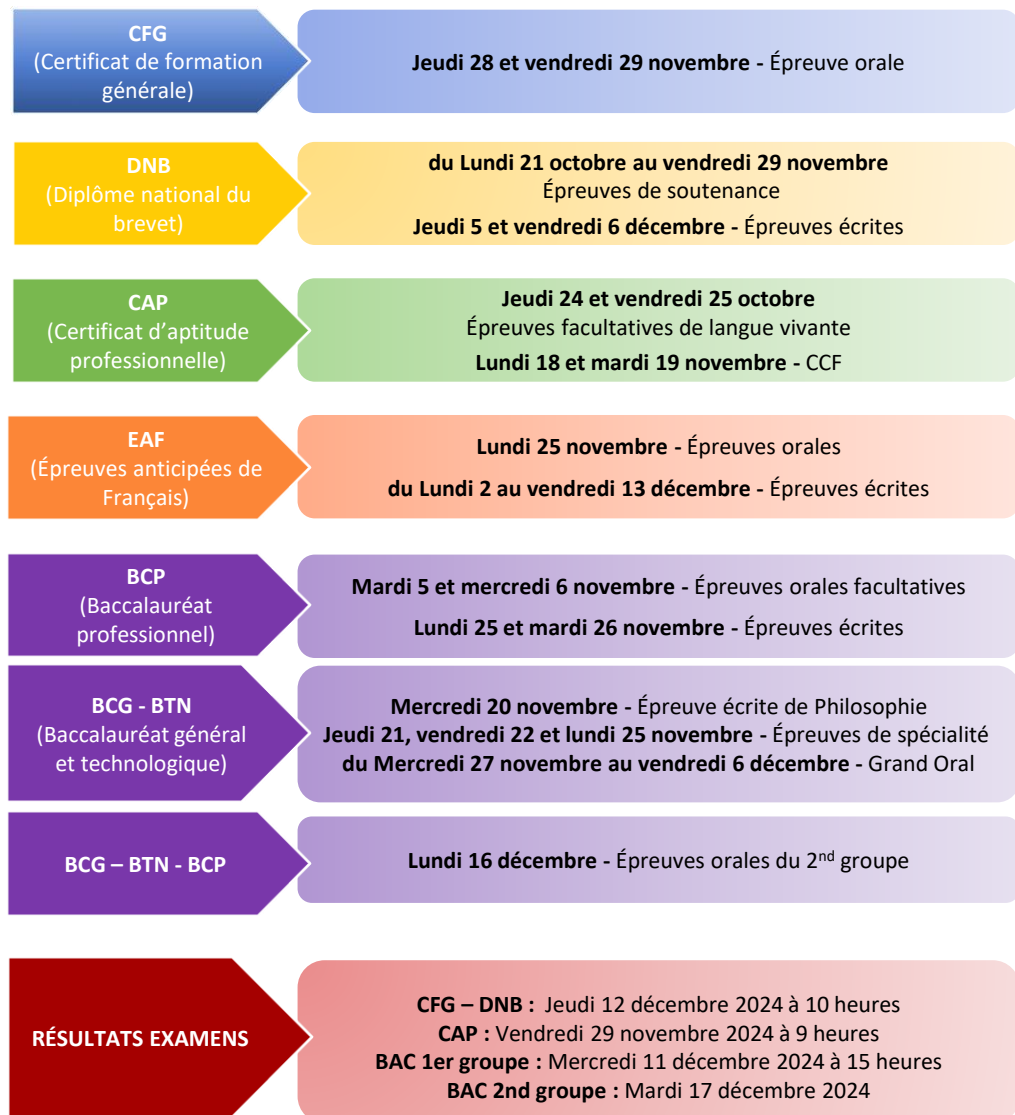 CFG
(Certificat de formation
générale)
Jeudi 28 et vendredi 29 novembre - Épreuve orale
DNB
(Diplôme national du
brevet)
du Lundi 21 octobre au vendredi 29 novembre
Épreuves de soutenance
Jeudi 5 et vendredi 6 décembre - Épreuves écrites
CAP
(Certificat d'aptitude
professionnelle)
Jeudi 24 et vendredi 25 octobre
Épreuves facultatives de langue vivante
Lundi 18 et mardi 19 novembre - CCF
EAF
(Épreuves anticipées de
Français)
Lundi 25 novembre - Épreuves orales
du Lundi 2 au vendredi 13 décembre - Épreuves écrites
BCP
(Baccalauréat
professionnel)
Mardi 5 et mercredi 6 novembre - Épreuves orales facultatives
Lundi 25 et mardi 26 novembre - Épreuves écrites
BCG - BTN
(Baccalauréat général
et technologique)
Mercredi 20 novembre - Épreuve écrite de Philosophie
Jeudi 21, vendredi 22 et lundi 25 novembre - Épreuves de spécialité
du Mercredi 27 novembre au vendredi 6 décembre - Grand Oral
BCG – BTN - BCP
Lundi 16 décembre - Épreuves orales du 2nd groupe
RÉSULTATS EXAMENS
CFG – DNB : Jeudi 12 décembre 2024 à 10 heures
CAP : Vendredi 29 novembre 2024 à 9 heures
BAC 1er groupe : Mercredi 11 décembre 2024 à 15 heures
BAC 2nd groupe : Mardi 17 décembre 2024